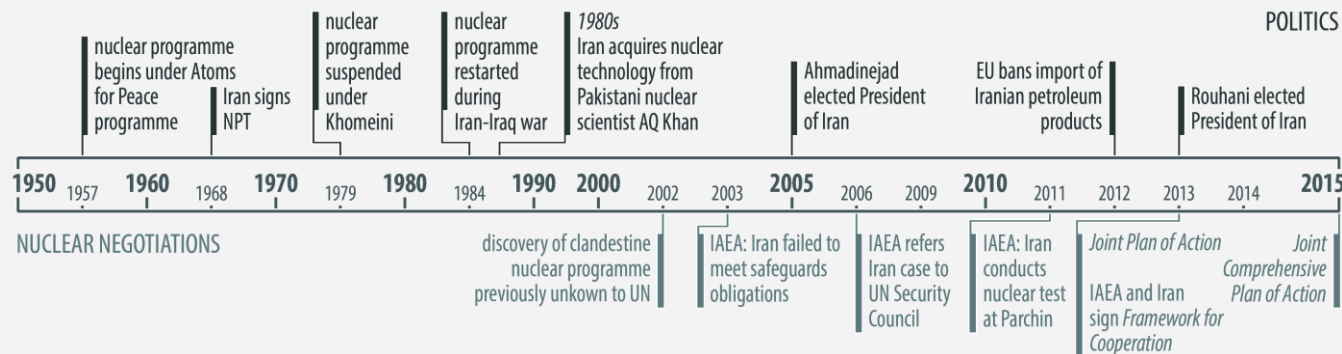 POLITICS
nuclear programme
begins under Atoms
for Peace
programme
Iran signs
NPT
nuclear
programme
suspended
under
Khomeini
nuclear
programme
restarted
during
Iran-Iraq war
1980s
Iran acquires nuclear
technology from
Pakistani nuclear
scientist AQ Khan
Ahmadinejad
elected President
of Iran
EU bans import of
Iranian petroleum
products
Rouhani elected
President of Iran
1950 1957 1960 1968 1970 1979 1980 1984 1990 2000 2002 2003 2005 2006 2009 2010 2011 2012 2013 2014 2015
NUCLEAR NEGOTIATIONS
discovery of clandestine
nuclear programme
previously unkown to UN
IAEA: Iran failed to
meet safeguards
obligations
IAEA refers
Iran case to
UN Security
Council
IAEA: Iran
conducts
nuclear test
at Parchin
Joint Plan of Action
IAEA and Iran
sign Framework for
Cooperation
Joint
Comprehensive
Plan of Action